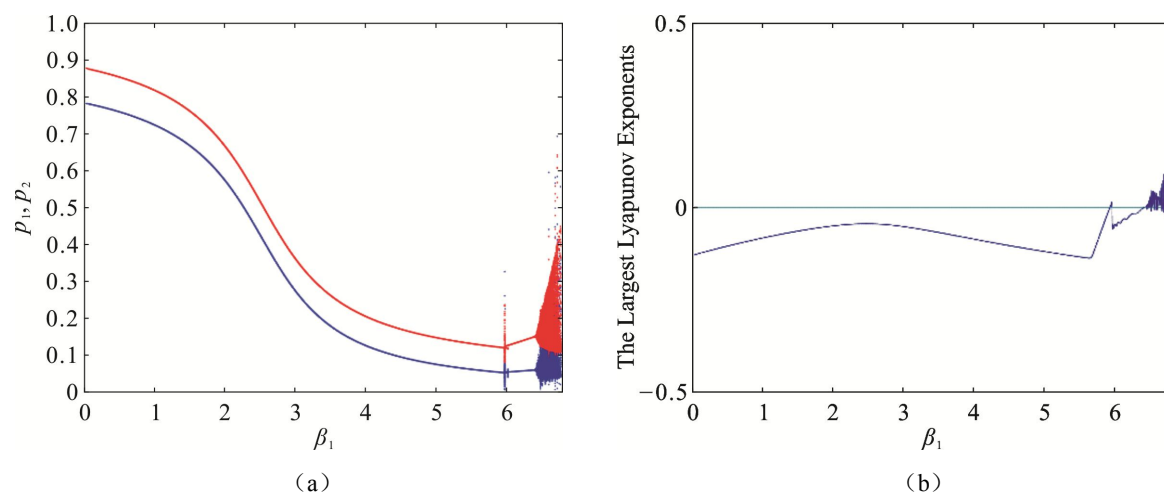 1.0
0.9
0.8
0.7
0.6
0.5
0.4
0.3
0.2
0.1
0
p₁, p₂
0 1 2 3 4 5 6
β₁
（a）
0.5
0
−0.5
The Largest Lyapunov Exponents
0 1 2 3 4 5 6
β₁
（b）